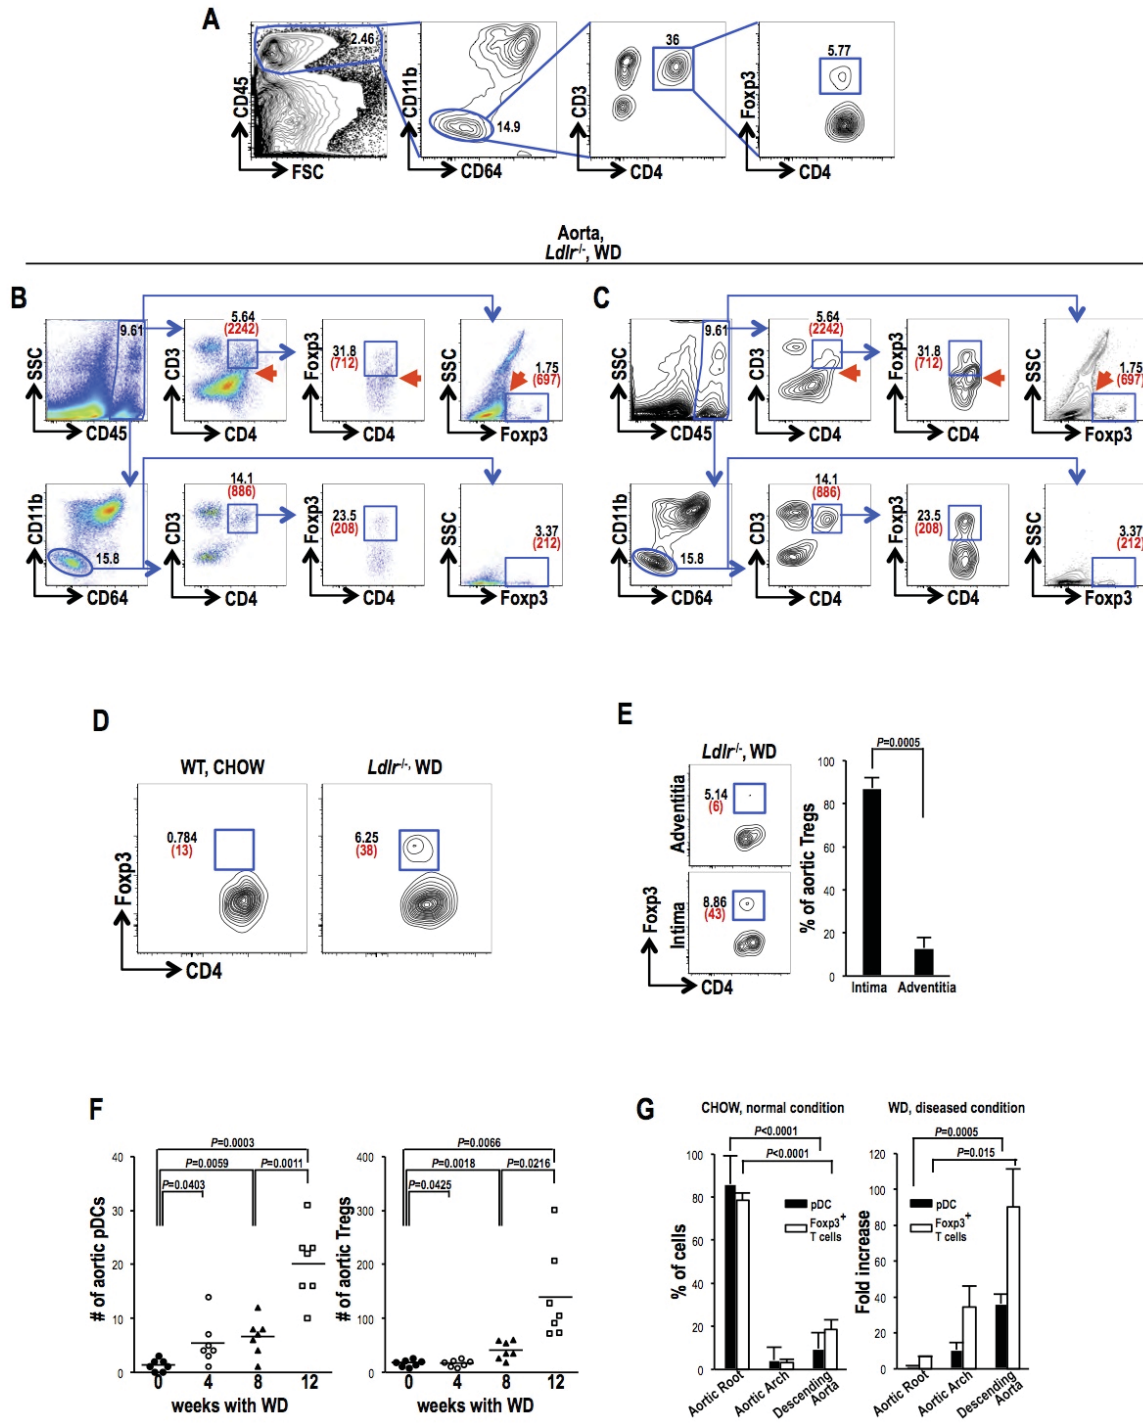 A
CD45
FSC
2.46
CD11b
CD64
14.9
CD3
CD4
36
Foxp3
CD4
5.77
Aorta,
Ldlr-/-, WD
B
SSC
CD45
9.61
CD3
CD4
5.64
(2242)
Foxp3
CD4
31.8
(712)
SSC
Foxp3
1.75
(697)
CD11b
CD64
15.8
CD3
CD4
14.1
(886)
Foxp3
CD4
23.5
(208)
SSC
Foxp3
3.37
(212)
C
SSC
CD45
9.61
CD3
CD4
5.64
(2242)
Foxp3
CD4
31.8
(712)
SSC
Foxp3
1.75
(697)
CD11b
CD64
15.8
CD3
CD4
14.1
(886)
Foxp3
CD4
23.5
(208)
SSC
Foxp3
3.37
(212)
D
WT, CHOW
Ldlr-/-, WD
0.784
(13)
6.25
(38)
Foxp3
CD4
E
Ldlr-/-, WD
Adventitia
5.14
(6)
Intima
8.86
(43)
Foxp3
CD4
P=0.0005
% of aortic Tregs
100
80
60
40
20
0
Intima Adventitia
F
P=0.0003
P=0.0059
P=0.0011
P=0.0403
# of aortic pDCs
40
30
20
10
0
0 4 8 12
weeks with WD
P=0.0066
P=0.0018
P=0.0216
P=0.0425
# of aortic Tregs
400
300
200
100
0
0 4 8 12
weeks with WD
G
CHOW, normal condition
P<0.0001
P<0.0001
% of cells
100
80
60
40
20
0
pDC
Foxp3+
T cells
Aortic Root
Aortic Arch
Descending
Aorta
WD, diseased condition
P=0.0005
P=0.015
Fold increase
120
100
80
60
40
20
0
pDC
Foxp3+
T cells
Aortic Root
Aortic Arch
Descending
Aorta